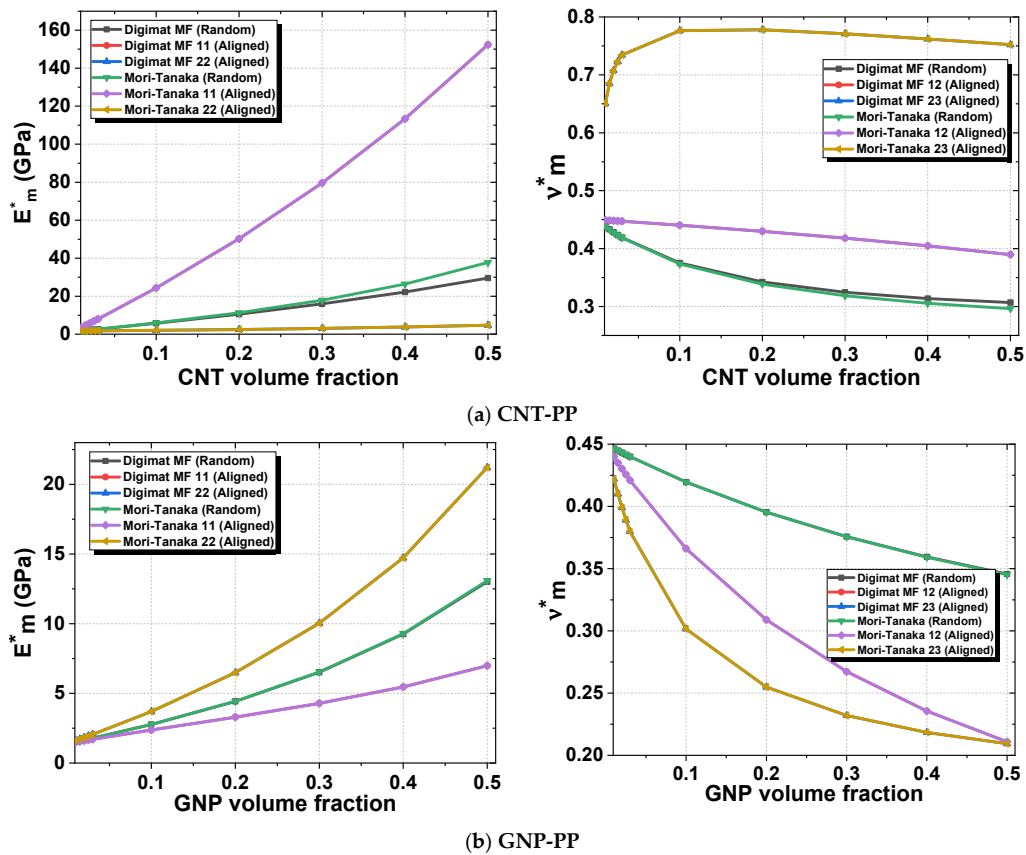 Digimat MF (Random)
Digimat MF 11 (Aligned)
Digimat MF 22 (Aligned)
Mori-Tanaka (Random)
Mori-Tanaka 11 (Aligned)
Mori-Tanaka 22 (Aligned)
160
140
120
100
80
60
40
20
0
E*m (GPa)
0.1 0.2 0.3 0.4 0.5
CNT volume fraction
0.8
0.7
0.6
0.5
0.4
0.3
ν*m
Digimat MF (Random)
Digimat MF 12 (Aligned)
Digimat MF 23 (Aligned)
Mori-Tanaka (Random)
Mori-Tanaka 12 (Aligned)
Mori-Tanaka 23 (Aligned)
0.1 0.2 0.3 0.4 0.5
CNT volume fraction
(a) CNT-PP
Digimat MF (Random)
Digimat MF 11 (Aligned)
Digimat MF 22 (Aligned)
Mori-Tanaka (Random)
Mori-Tanaka 11 (Aligned)
Mori-Tanaka 22 (Aligned)
20
15
10
5
0
E*m (GPa)
0.1 0.2 0.3 0.4 0.5
GNP volume fraction
0.45
0.40
0.35
0.30
0.25
0.20
ν*m
Digimat MF (Random)
Digimat MF 12 (Aligned)
Digimat MF 23 (Aligned)
Mori-Tanaka (Random)
Mori-Tanaka 12 (Aligned)
Mori-Tanaka 23 (Aligned)
0.1 0.2 0.3 0.4 0.5
GNP volume fraction
(b) GNP-PP